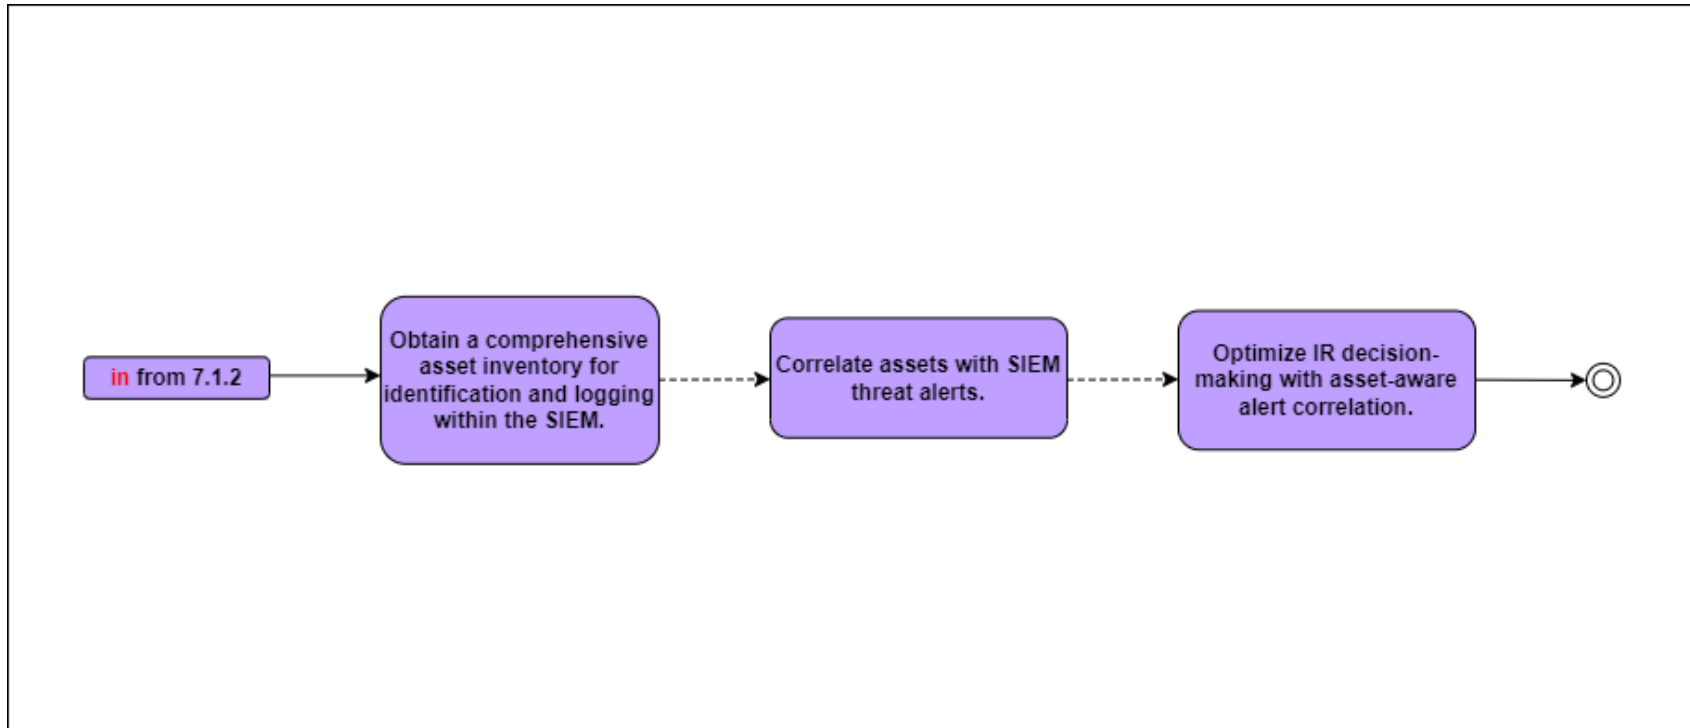 in from 7.1.2
Obtain a comprehensive
asset inventory for
identification and logging
within the SIEM.
Correlate assets with SIEM
threat alerts.
Optimize IR decision-
making with asset-aware
alert correlation.